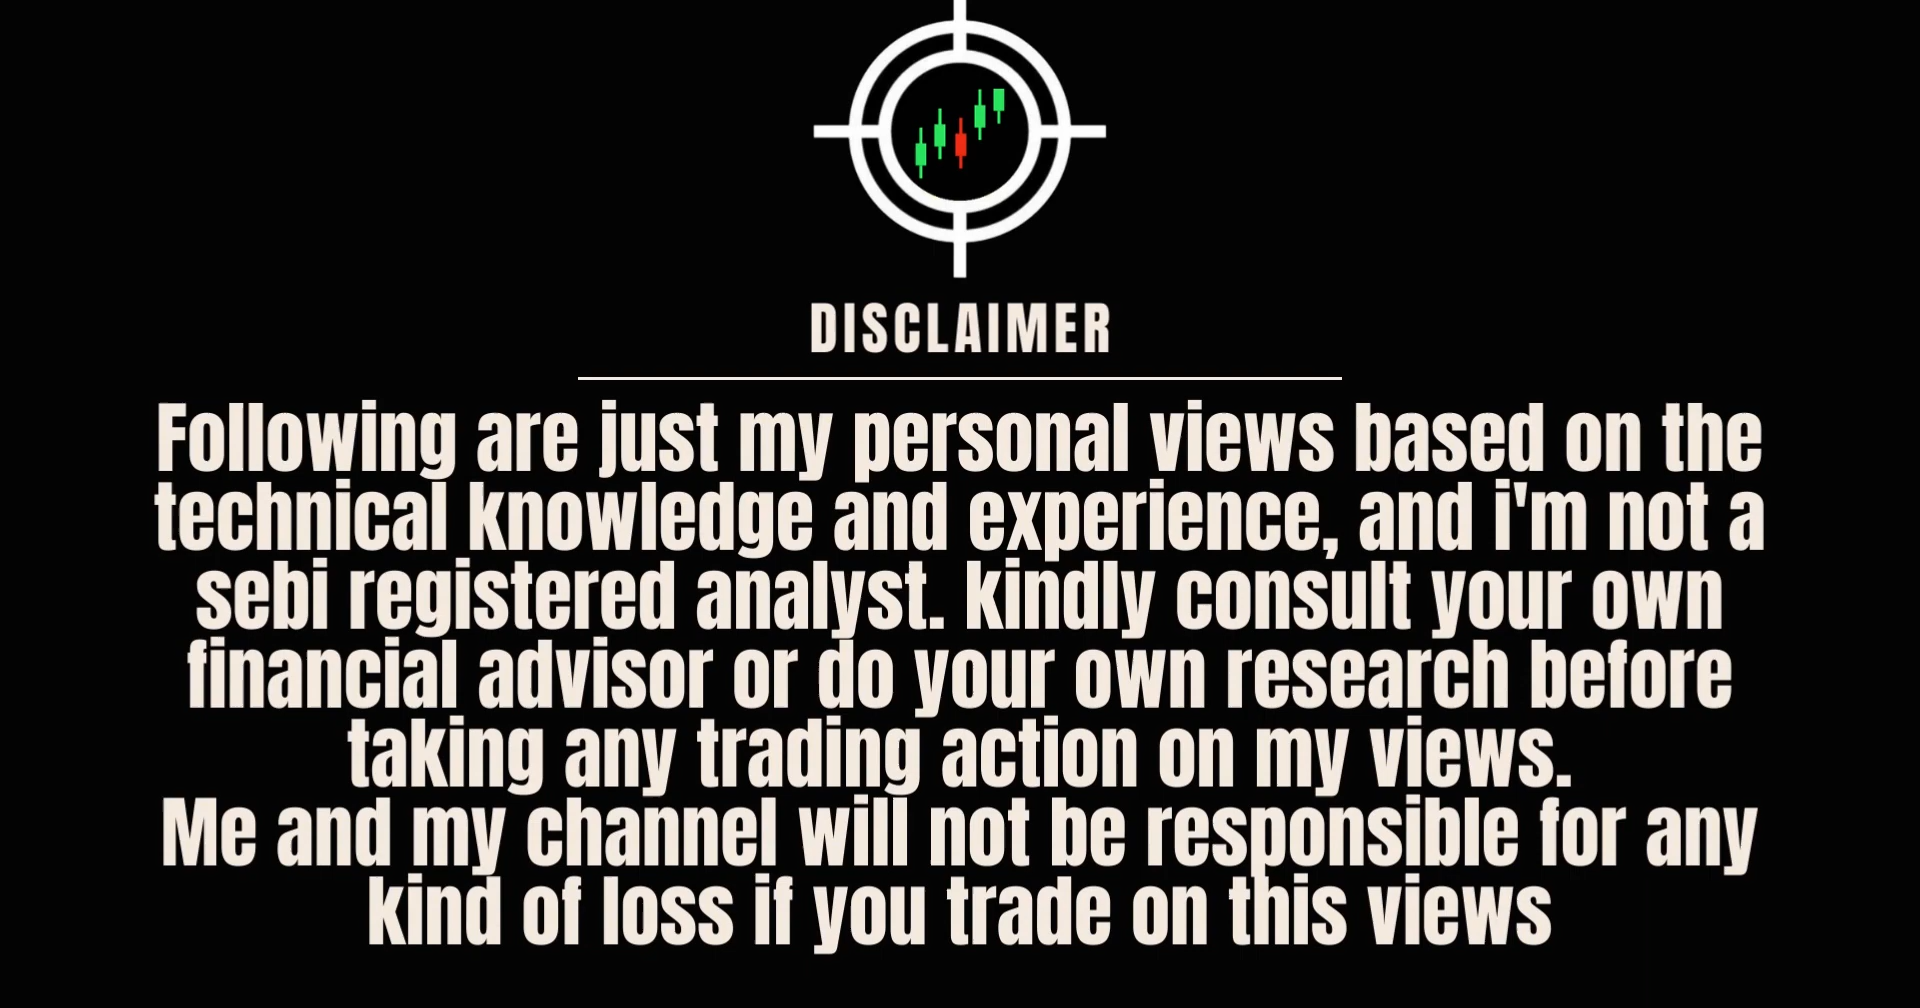 DISCLAIMER
Following are just my personal views based on the
technical knowledge and experience, and i'm not a
sebi registered analyst. kindly consult your own
financial advisor or do your own research before
taking any trading action on my views.
Me and my channel will not be responsible for any
kind of loss if you trade on this views